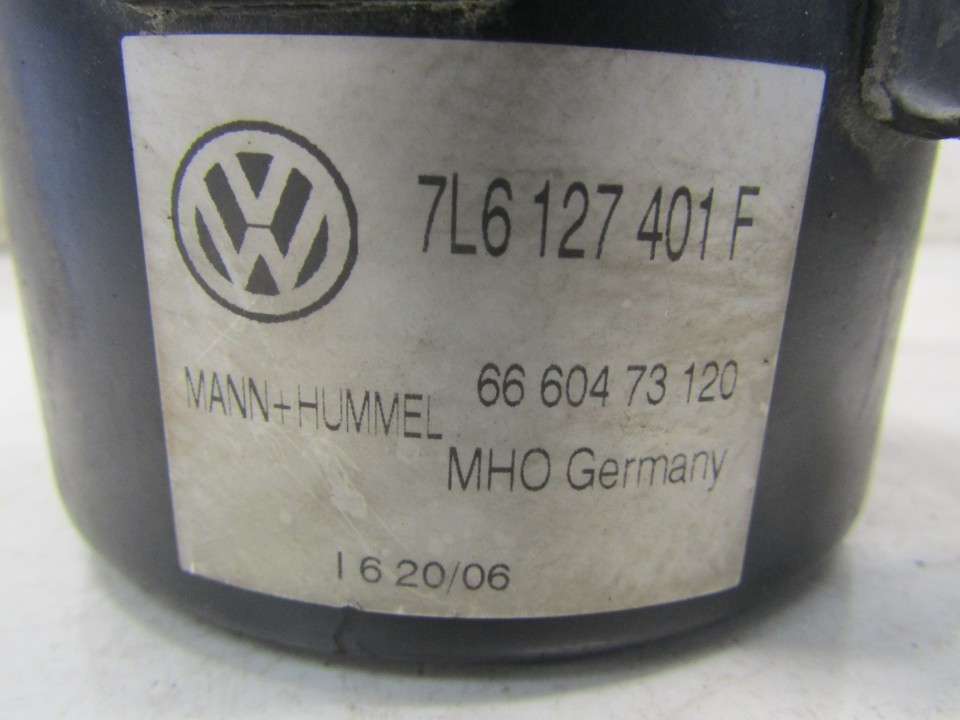 7L6 127 401 F
MANN+HUMMEL 66 604 73 120
MHO Germany
I 6 20/06